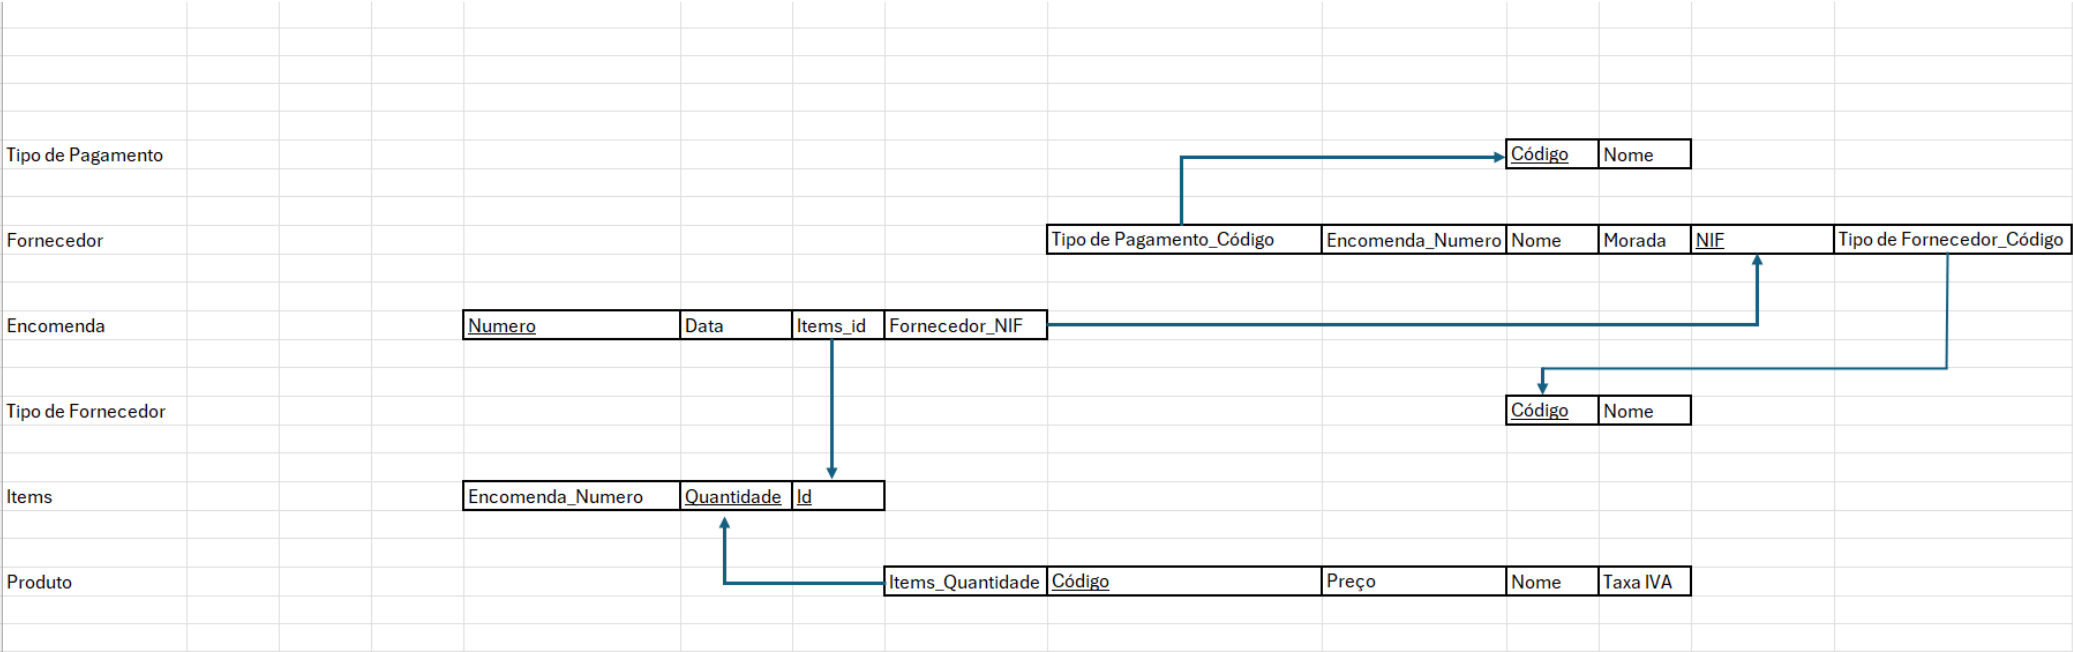 Tipo de Pagamento Código Nome
Fornecedor Tipo de Pagamento_Código Encomenda_Numero Nome Morada NIF Tipo de Fornecedor_Código
Encomenda Numero Data Items_id Fornecedor_NIF
Tipo de Fornecedor Código Nome
Items Encomenda_Numero Quantidade Id
Produto Items_Quantidade Código Preço Nome Taxa IVA